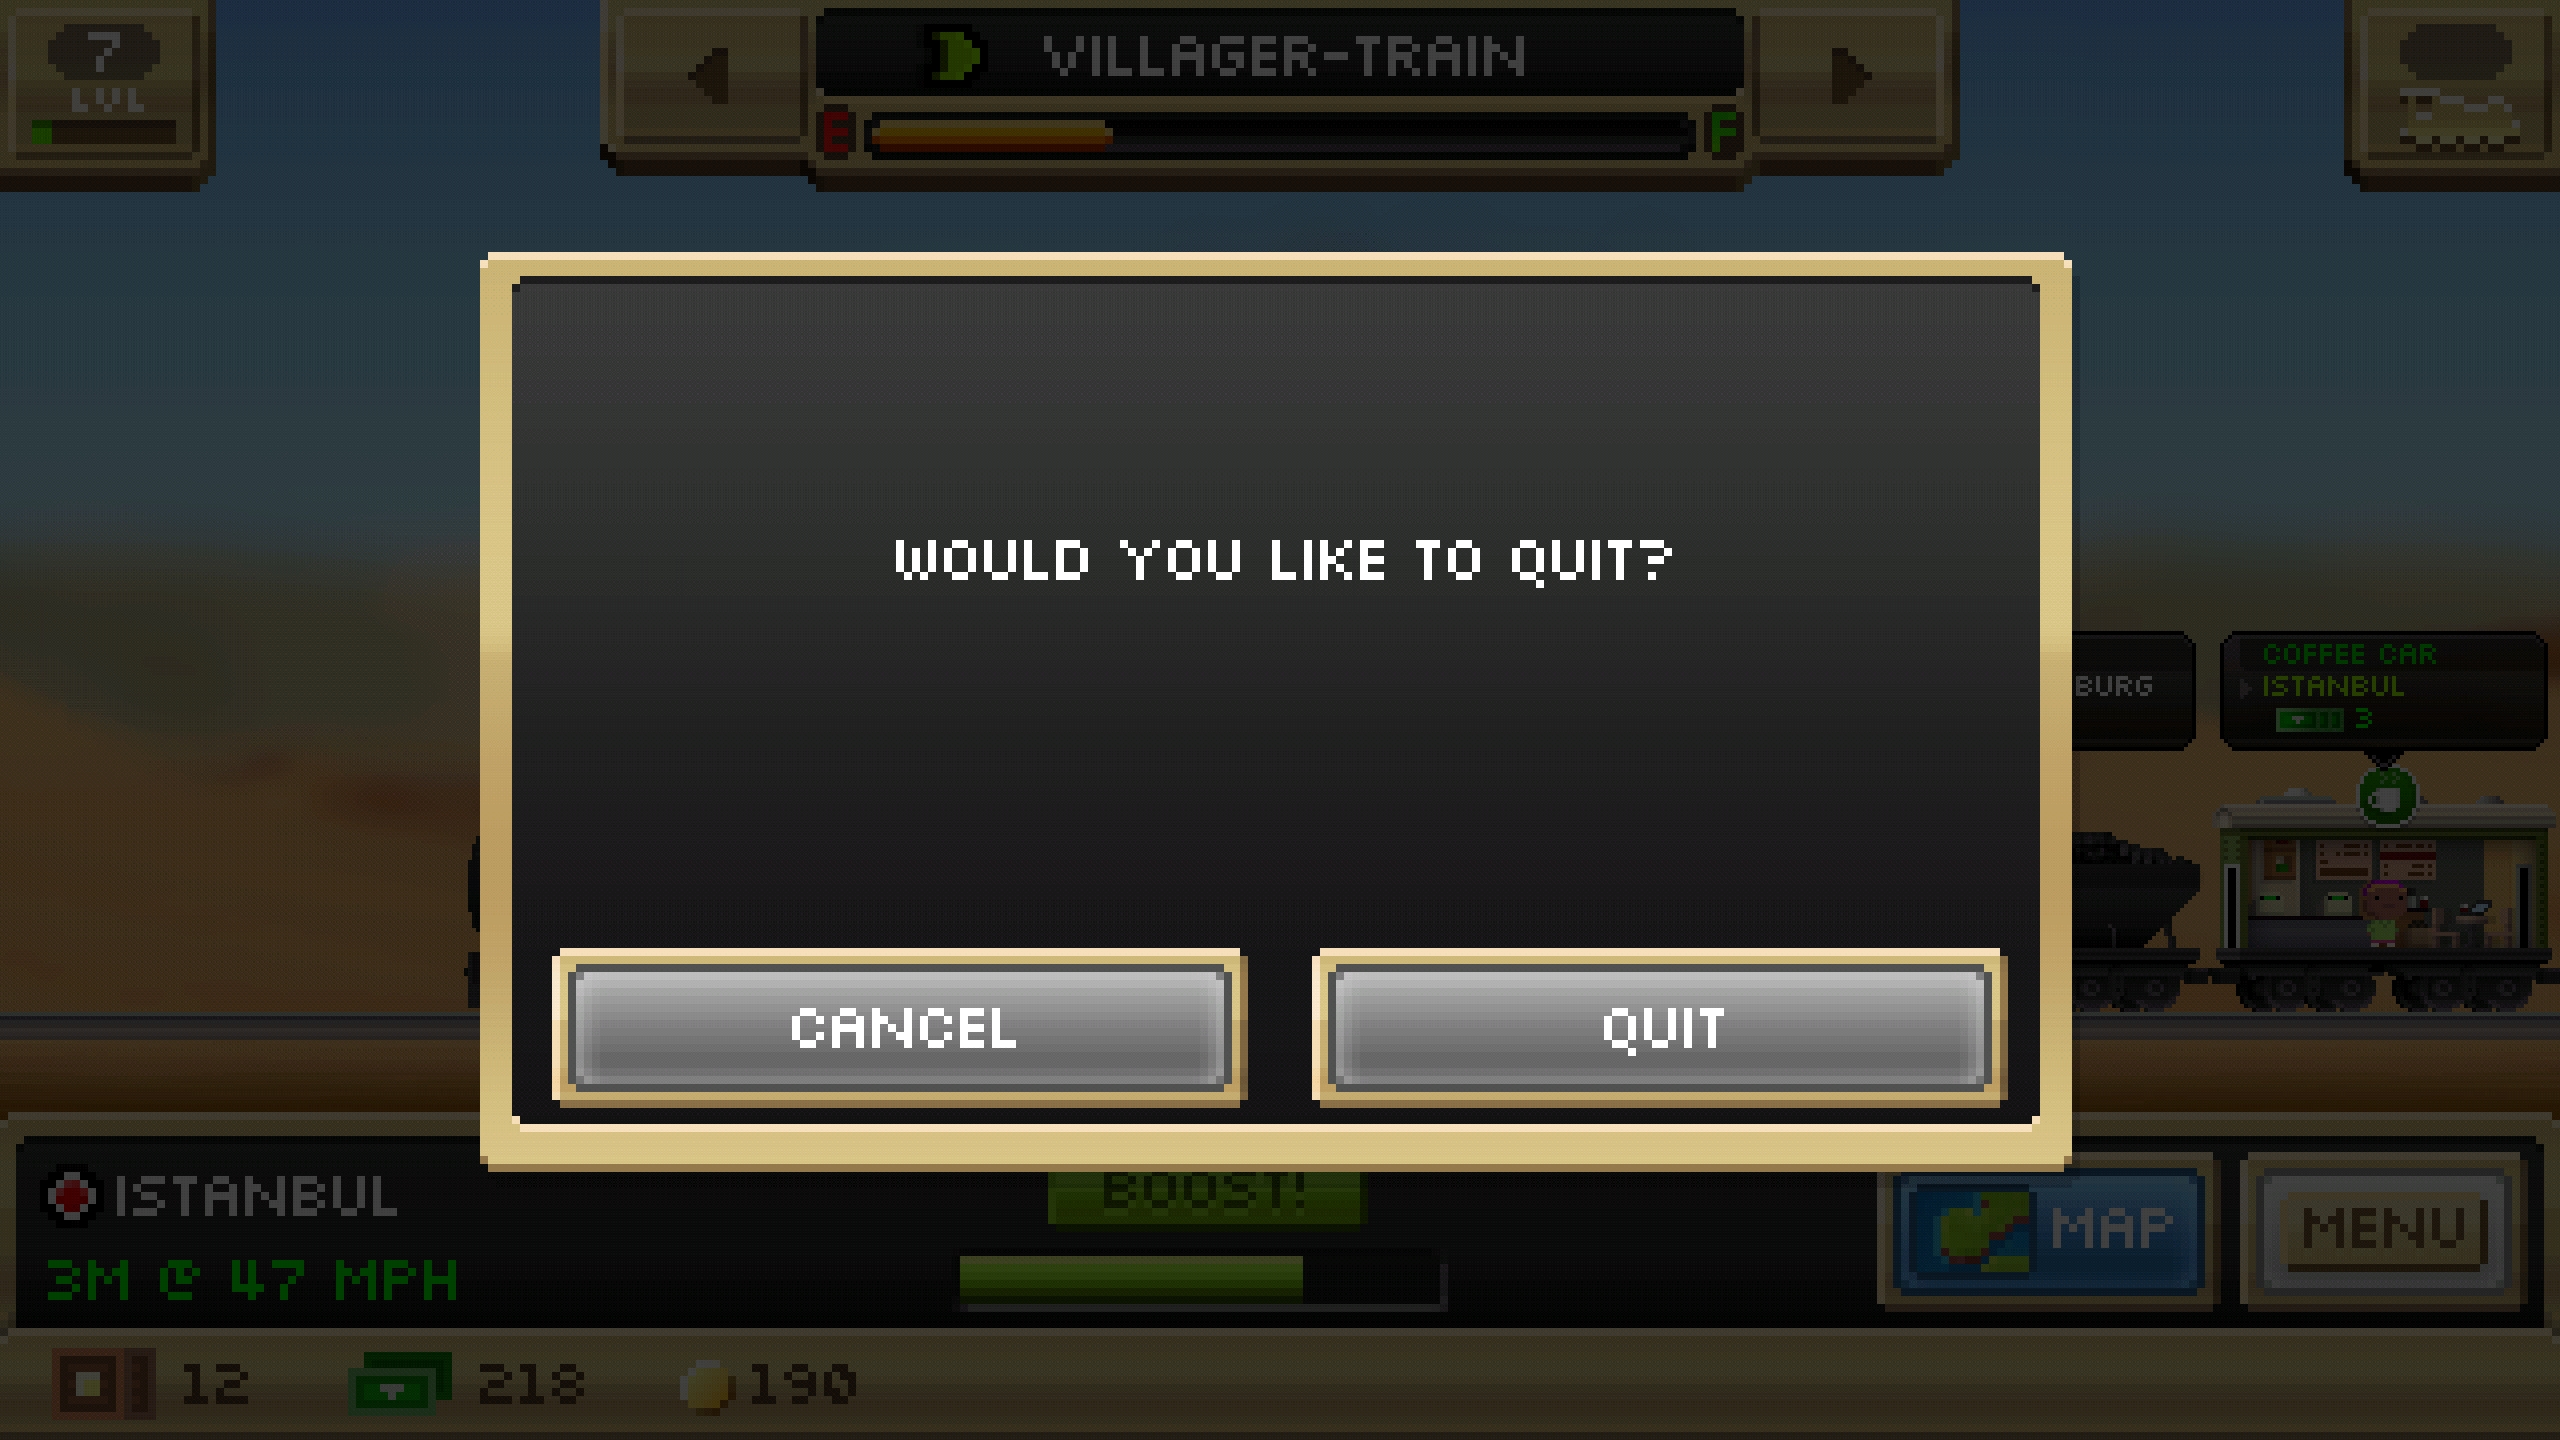 7
LVL
VILLAGER-TRAIN
E F
WOULD YOU LIKE TO QUIT?
BURG
COFFEE CAR
ISTANBUL
3
CANCEL
QUIT
ISTANBUL
3M @ 47 MPH
BOOST!
MAP
MENU
12
218
190